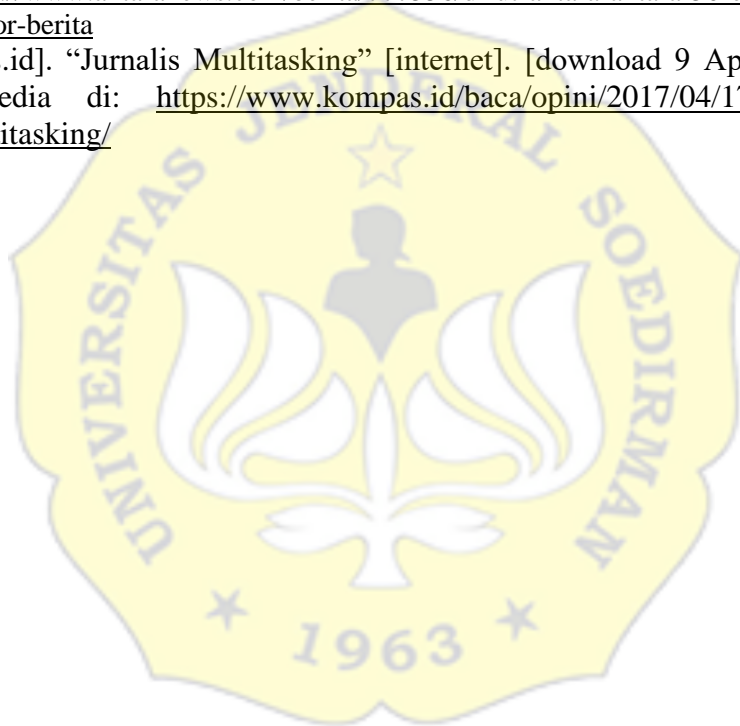 or-berita
.id]. “Jurnalis Multitasking” [internet]. [download 9 Ap
edia di: https://www.kompas.id/baca/opini/2017/04/17
itasking/
UNIVERSITAS JENDERAL SOEDIRMAN
1963